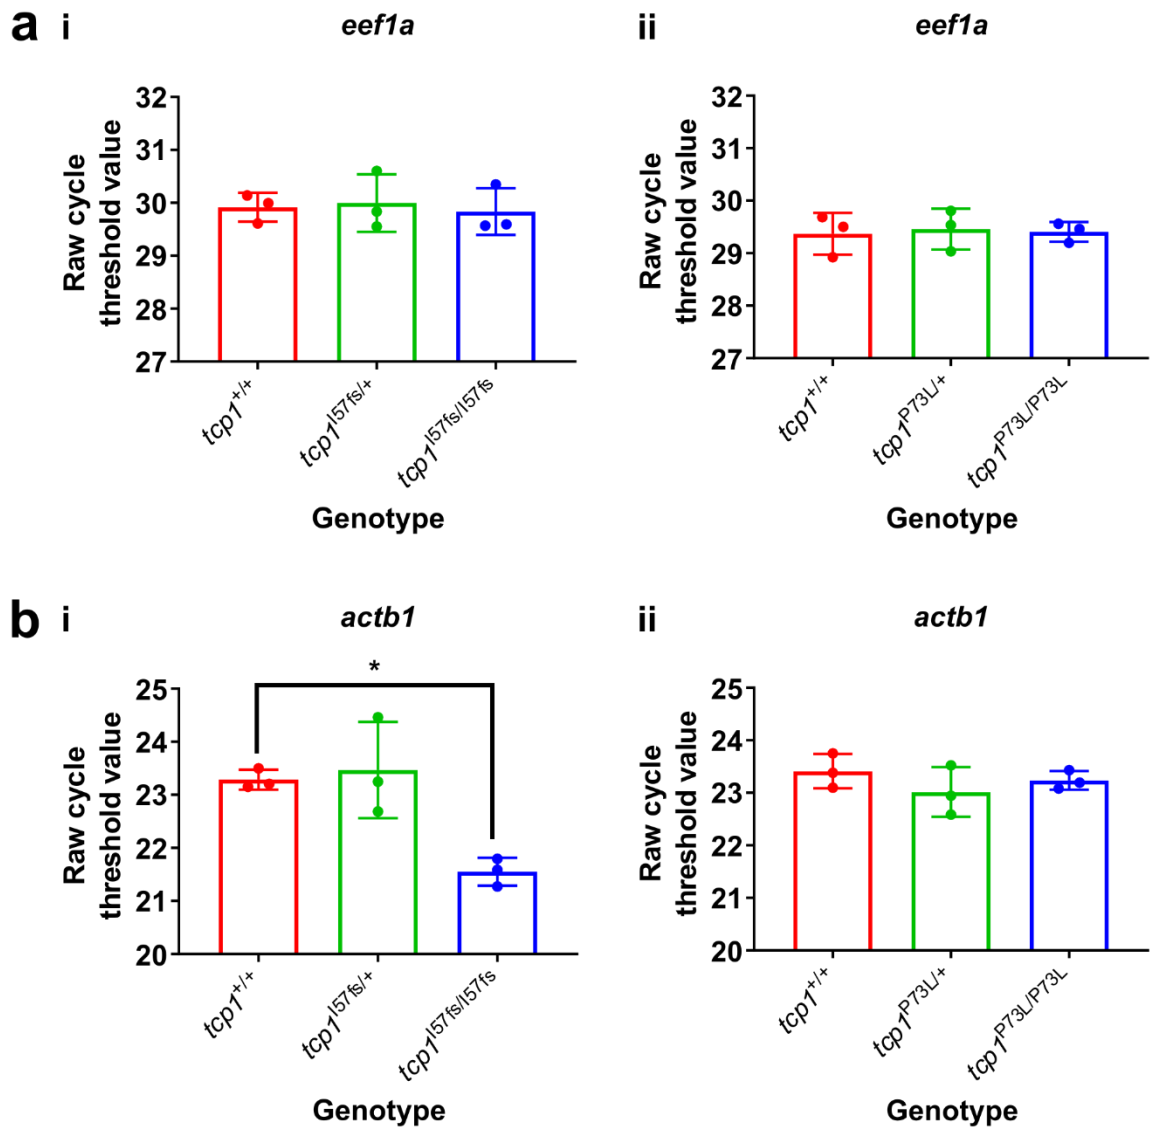 a i eef1a ii eef1a
Raw cycle
threshold value
32
31
30
29
28
27
tcp1+/+ tcp1I57fs/+ tcp1I57fs/I57fs
Genotype
Raw cycle
threshold value
32
31
30
29
28
27
tcp1+/+ tcp1P73L/+ tcp1P73L/P73L
Genotype
b i actb1 ii actb1
*
Raw cycle
threshold value
25
24
23
22
21
20
tcp1+/+ tcp1I57fs/+ tcp1I57fs/I57fs
Genotype
Raw cycle
threshold value
25
24
23
22
21
20
tcp1+/+ tcp1P73L/+ tcp1P73L/P73L
Genotype